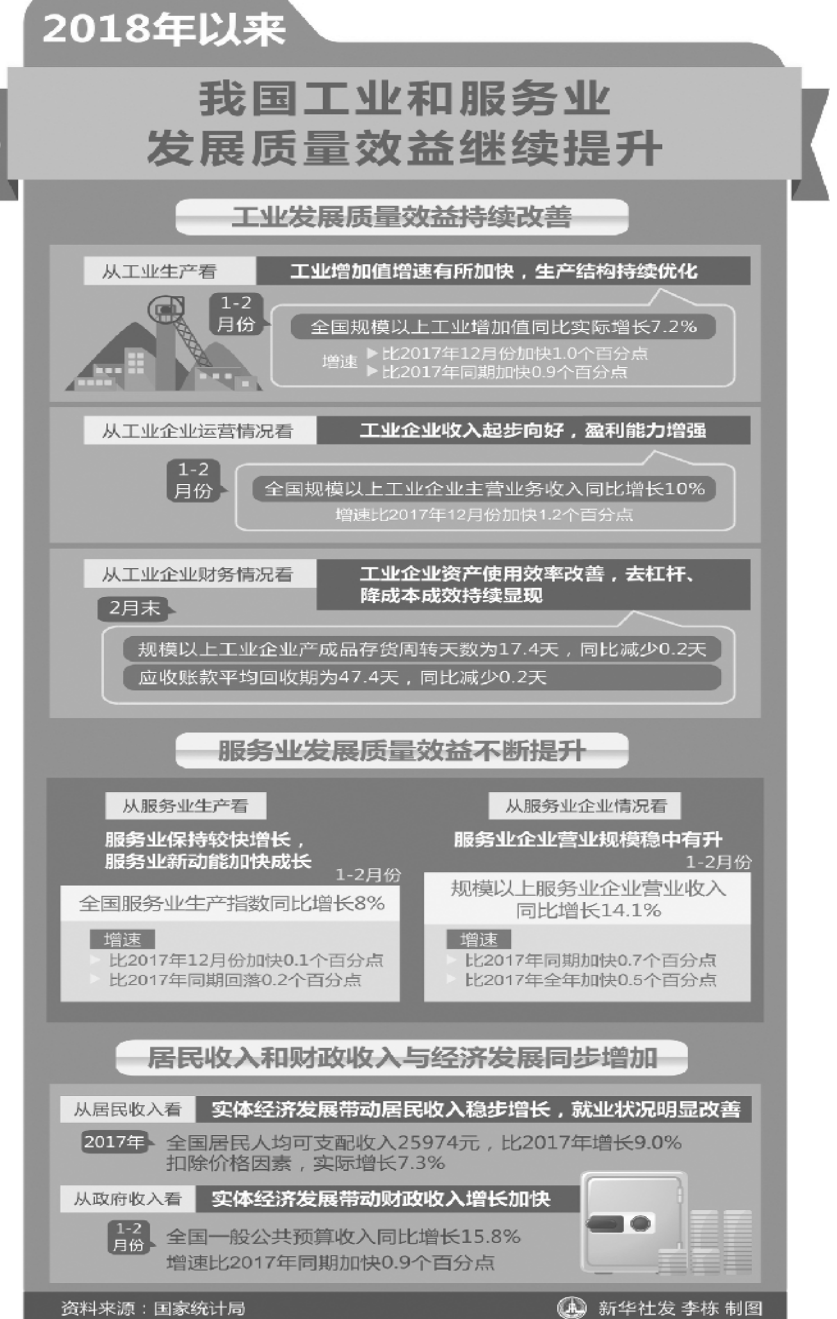 2018年以来
我国工业和服务业
发展质量效益继续提升
工业发展质量效益持续改善
从工业生产看
工业增加值增速有所加快，生产结构持续优化
1-2
月份
全国规模以上工业增加值同比实际增长7.2%
增速
比2017年12月份加快1.0个百分点
比2017年同期加快0.9个百分点
从工业企业运营情况看
工业企业收入起步向好，盈利能力增强
1-2
月份
全国规模以上工业企业主营业务收入同比增长10%
增速比2017年12月份加快1.2个百分点
从工业企业财务情况看
工业企业资产使用效率改善，去杠杆、
降成本成效持续显现
2月末
规模以上工业企业产成品存货周转天数为17.4天，同比减少0.2天
应收账款平均回收期为47.4天，同比减少0.2天
服务业发展质量效益不断提升
从服务业生产看
服务业保持较快增长，
服务业新动能加快成长
1-2月份
全国服务业生产指数同比增长8%
增速
比2017年12月份加快0.1个百分点
比2017年同期回落0.2个百分点
从服务业企业情况看
服务业企业营业规模稳中有升
1-2月份
规模以上服务业企业营业收入
同比增长14.1%
增速
比2017年同期加快0.7个百分点
比2017年全年加快0.5个百分点
居民收入和财政收入与经济发展同步增加
从居民收入看
实体经济发展带动居民收入稳步增长，就业状况明显改善
2017年
全国居民人均可支配收入25974元，比2017年增长9.0%
扣除价格因素，实际增长7.3%
从政府收入看
实体经济发展带动财政收入增长加快
1-2
月份
全国一般公共预算收入同比增长15.8%
增速比2017年同期加快0.9个百分点
资料来源：国家统计局
新华社发 李栋 制图